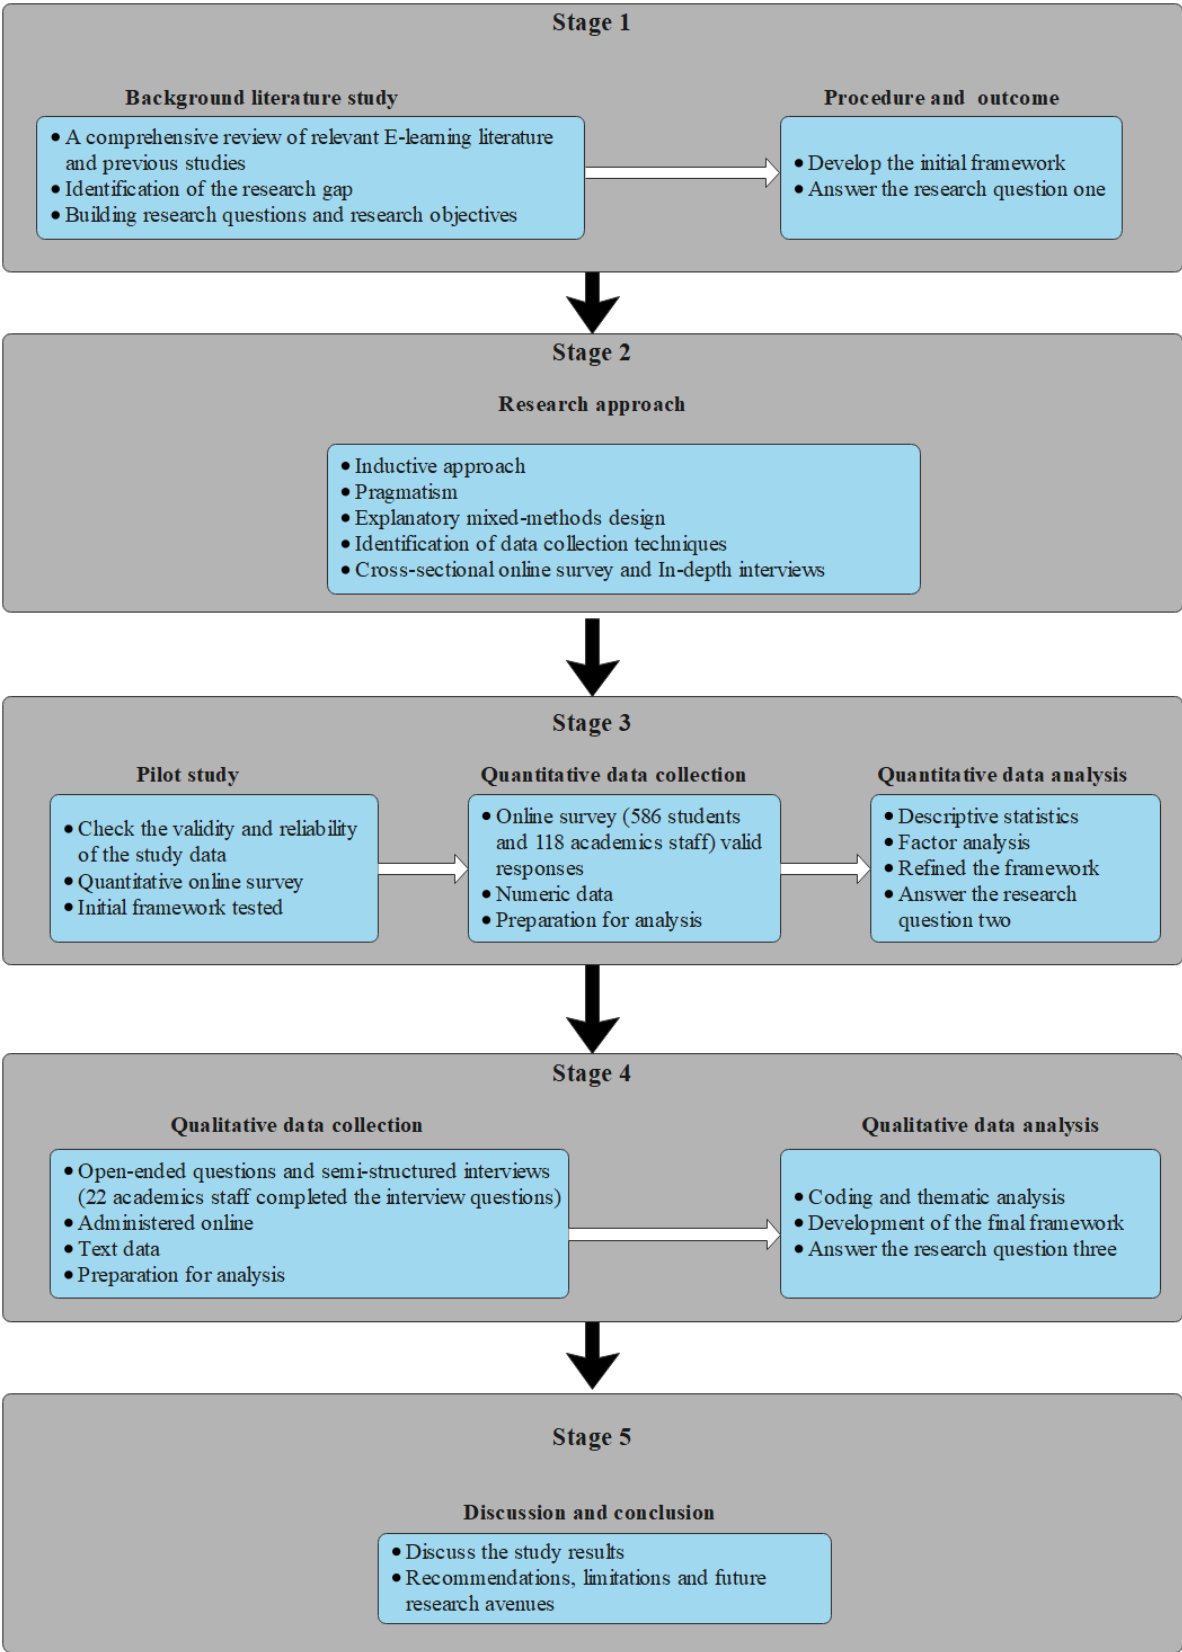 Stage 1
Background literature study
• A comprehensive review of relevant E-learning literature
and previous studies
• Identification of the research gap
• Building research questions and research objectives
Procedure and outcome
• Develop the initial framework
• Answer the research question one
Stage 2
Research approach
• Inductive approach
• Pragmatism
• Explanatory mixed-methods design
• Identification of data collection techniques
• Cross-sectional online survey and In-depth interviews
Stage 3
Pilot study
• Check the validity and reliability
of the study data
• Quantitative online survey
• Initial framework tested
Quantitative data collection
• Online survey (586 students
and 118 academics staff) valid
responses
• Numeric data
• Preparation for analysis
Quantitative data analysis
• Descriptive statistics
• Factor analysis
• Refined the framework
• Answer the research
question two
Stage 4
Qualitative data collection
• Open-ended questions and semi-structured interviews
(22 academics staff completed the interview questions)
• Administered online
• Text data
• Preparation for analysis
Qualitative data analysis
• Coding and thematic analysis
• Development of the final framework
• Answer the research question three
Stage 5
Discussion and conclusion
• Discuss the study results
• Recommendations, limitations and future
research avenues